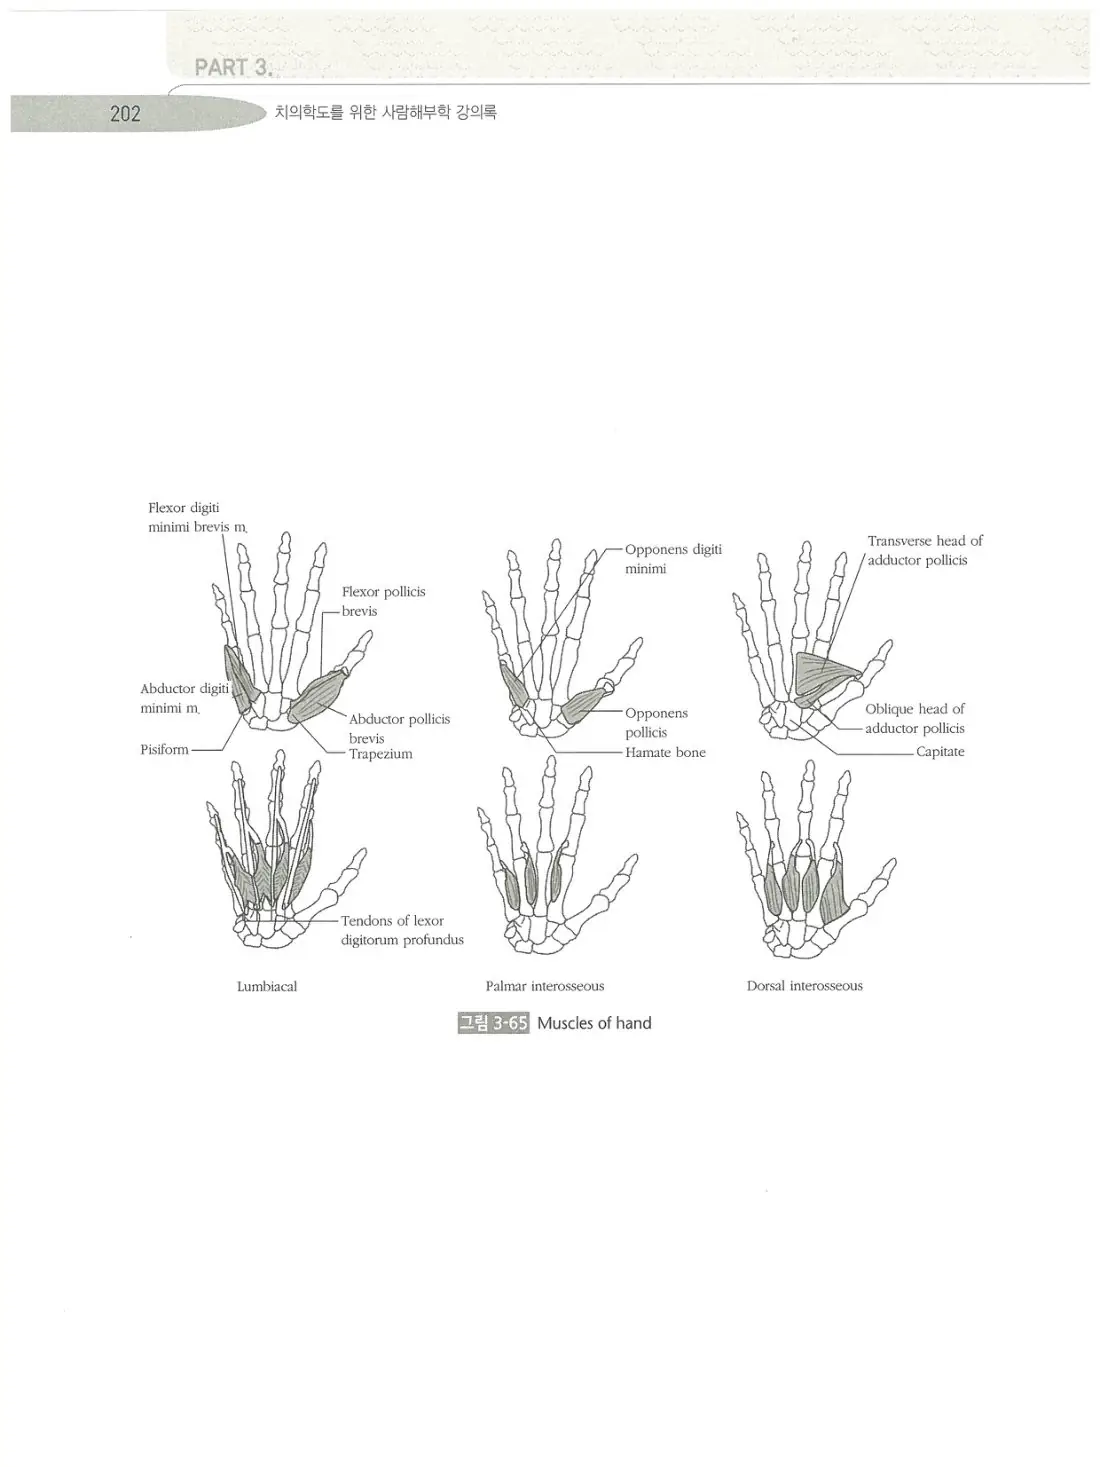 PART 3.
202
치의학도를 위한 사람해부학 강의록
Flexor digiti
minimi brevis m.
Flexor pollicis
brevis
Abductor digiti
minimi m.
Pisiform
Abductor pollicis
brevis
Trapezium
Opponens digiti
minimi
Opponens
pollicis
Hamate bone
Transverse head of
adductor pollicis
Oblique head of
adductor pollicis
Capitate
Tendons of lexor
digitorum profundus
Lumbiacal
Palmar interosseous
Dorsal interosseous
그림 3-65 Muscles of hand